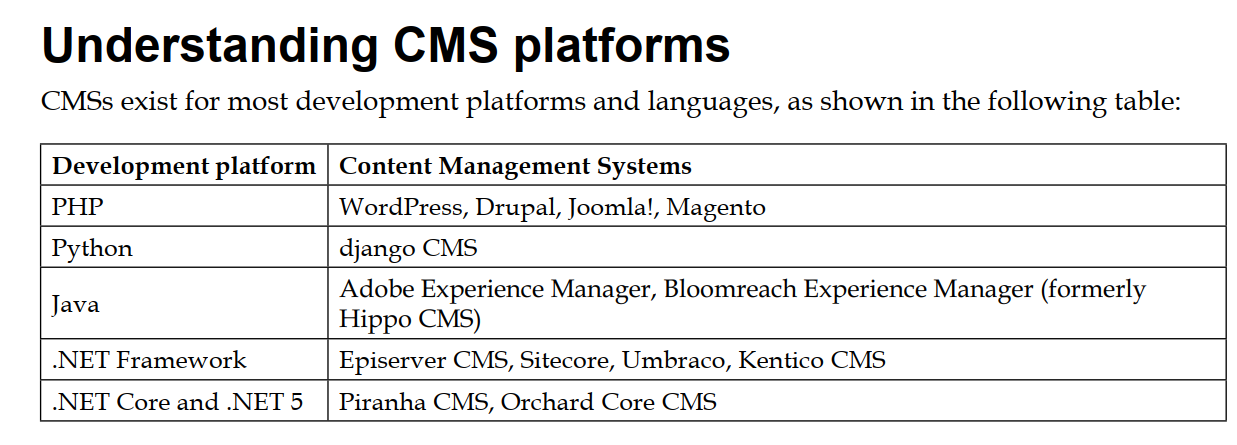 Understanding CMS platforms
CMSs exist for most development platforms and languages, as shown in the following table:
Development platform Content Management Systems
PHP WordPress, Drupal, Joomla!, Magento
Python django CMS
Java Adobe Experience Manager, Bloomreach Experience Manager (formerly
Hippo CMS)
.NET Framework Episerver CMS, Sitecore, Umbraco, Kentico CMS
.NET Core and .NET 5 Piranha CMS, Orchard Core CMS